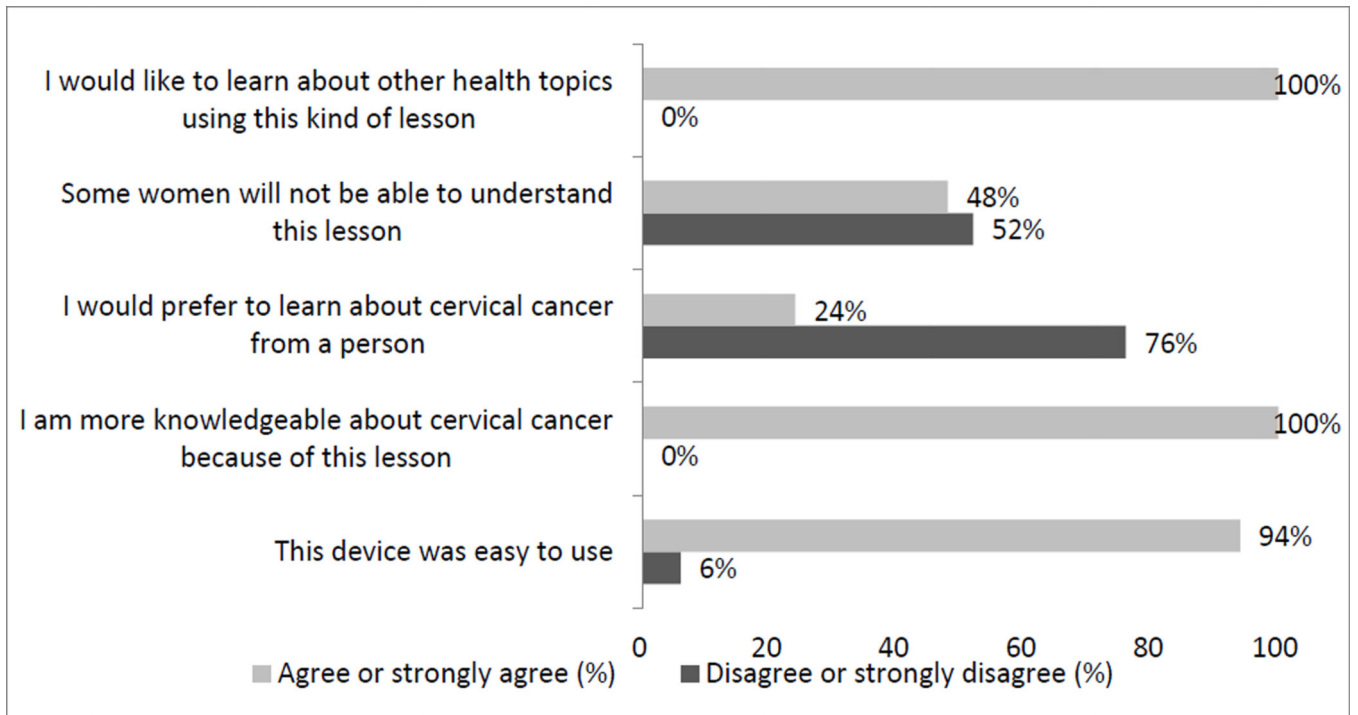 I would like to learn about other health topics
using this kind of lesson
100%
0%
Some women will not be able to understand
this lesson
48%
52%
I would prefer to learn about cervical cancer
from a person
24%
76%
I am more knowledgeable about cervical cancer
because of this lesson
100%
0%
This device was easy to use
94%
6%
0 20 40 60 80 100
Agree or strongly agree (%) Disagree or strongly disagree (%)